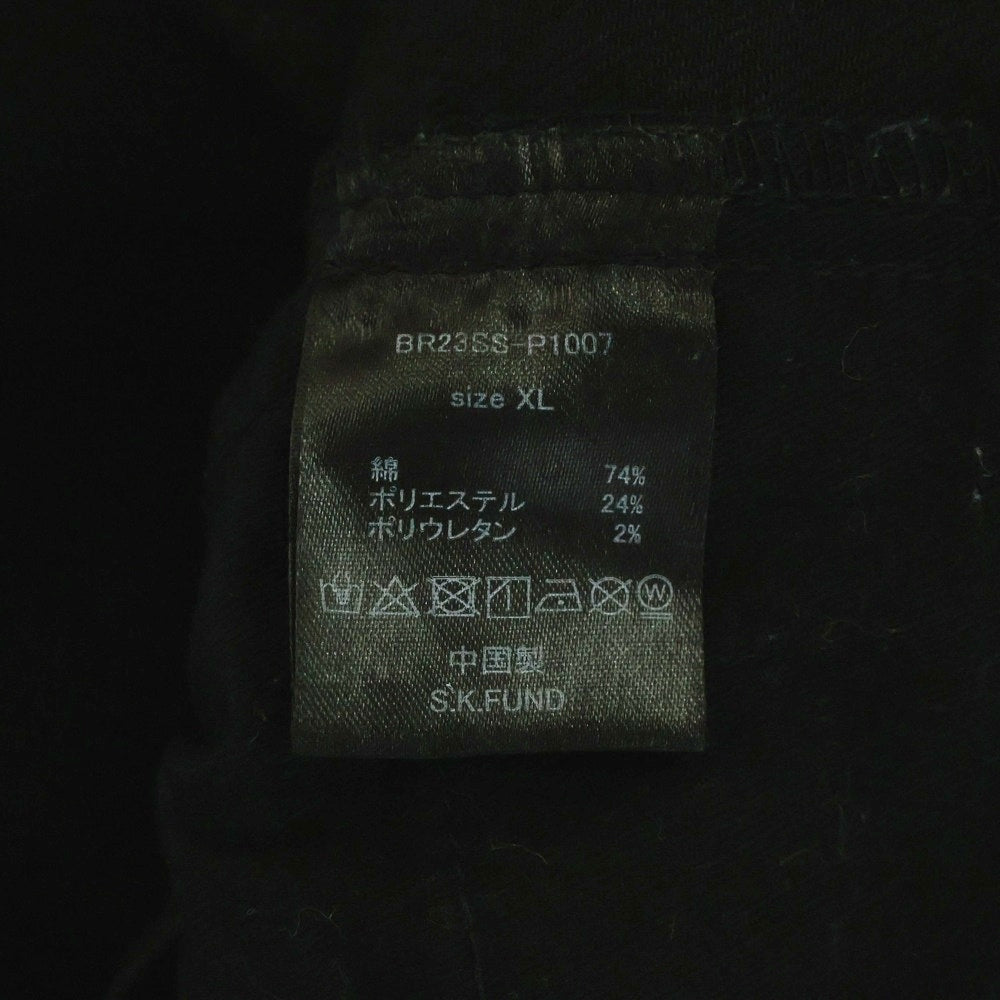 BR23SS-P1007
size XL
綿 74%
ポリエステル 24%
ポリウレタン 2%
W
中国製
S.K.FUND